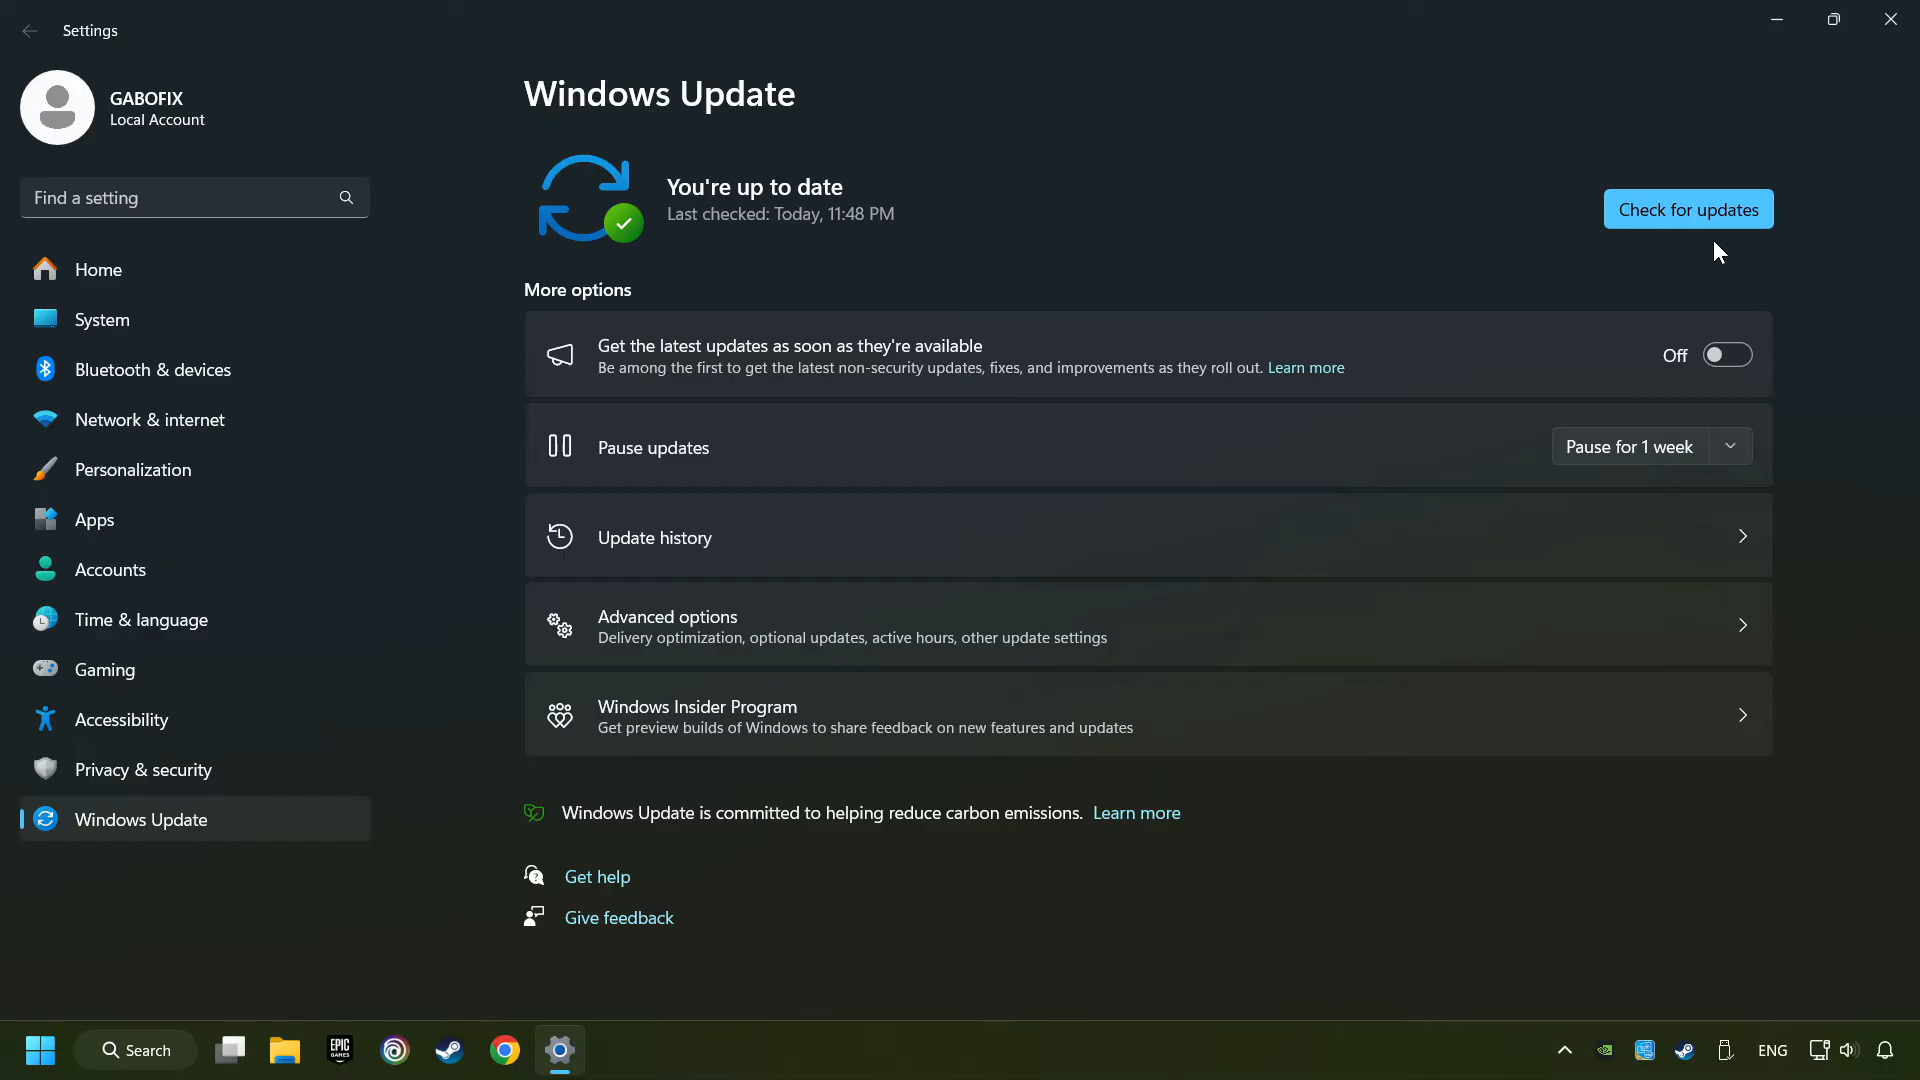 Settings
GABOFIX
Local Account
Find a setting
Home
System
Bluetooth & devices
Network & internet
Personalization
Apps
Accounts
Time & language
Gaming
Accessibility
Privacy & security
Windows Update
Windows Update
You're up to date
Last checked: Today, 11:48 PM
Check for updates
More options
Get the latest updates as soon as they're available
Be among the first to get the latest non-security updates, fixes, and improvements as they roll out. Learn more
Off
Pause updates
Pause for 1 week
Update history
Advanced options
Delivery optimization, optional updates, active hours, other update settings
Windows Insider Program
Get preview builds of Windows to share feedback on new features and updates
Windows Update is committed to helping reduce carbon emissions. Learn more
Get help
Give feedback
Search
EPIC
GAMES
ENG